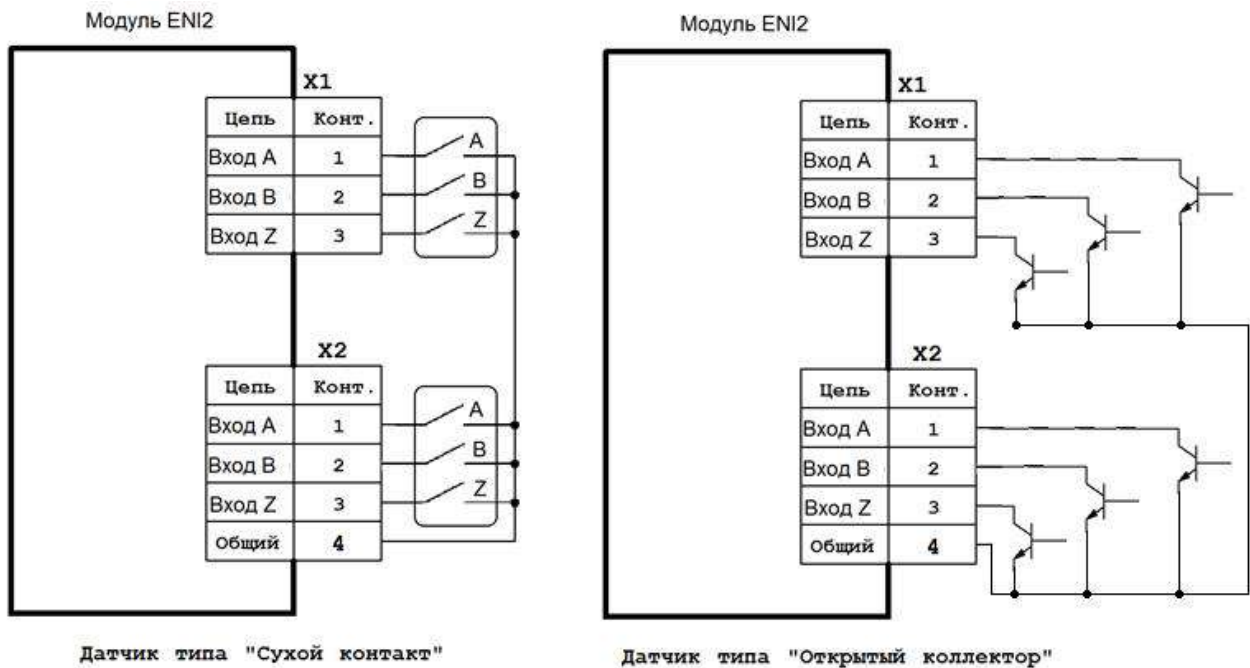 Модуль ENI2
X1
Цепь Конт.
Вход A 1
Вход B 2
Вход Z 3
A
B
Z
X2
Цепь Конт.
Вход A 1
Вход B 2
Вход Z 3
Общий 4
A
B
Z
Датчик типа "Сухой контакт"
Модуль ENI2
X1
Цепь Конт.
Вход A 1
Вход B 2
Вход Z 3
X2
Цепь Конт.
Вход A 1
Вход B 2
Вход Z 3
Общий 4
Датчик типа "Открытый коллектор"